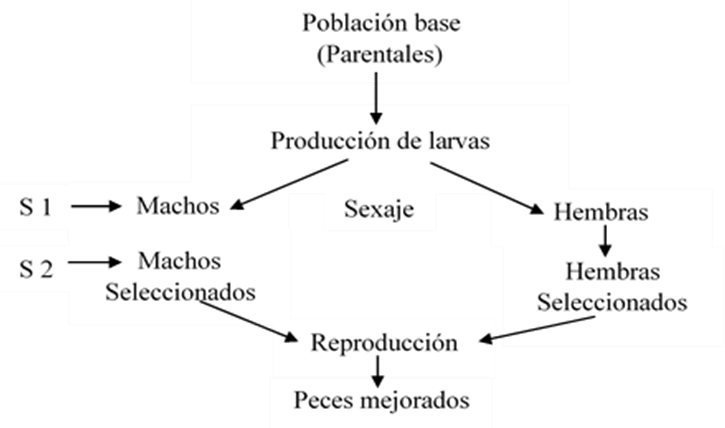 Población base
(Parentales)
Producción de larvas
S 1
Machos
Sexaje
Hembras
S 2
Machos
Seleccionados
Hembras
Seleccionados
Reproducción
Peces mejorados